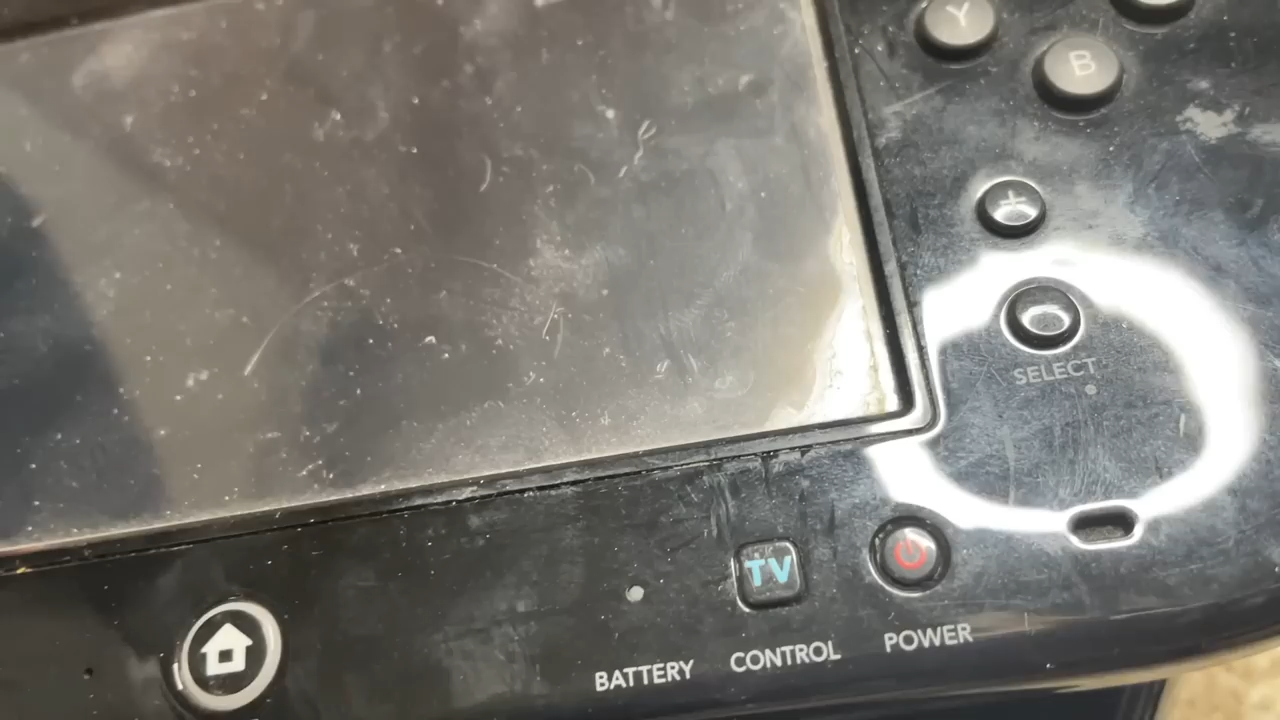 Y
B
+
SELECT
TV
BATTERY
CONTROL
POWER